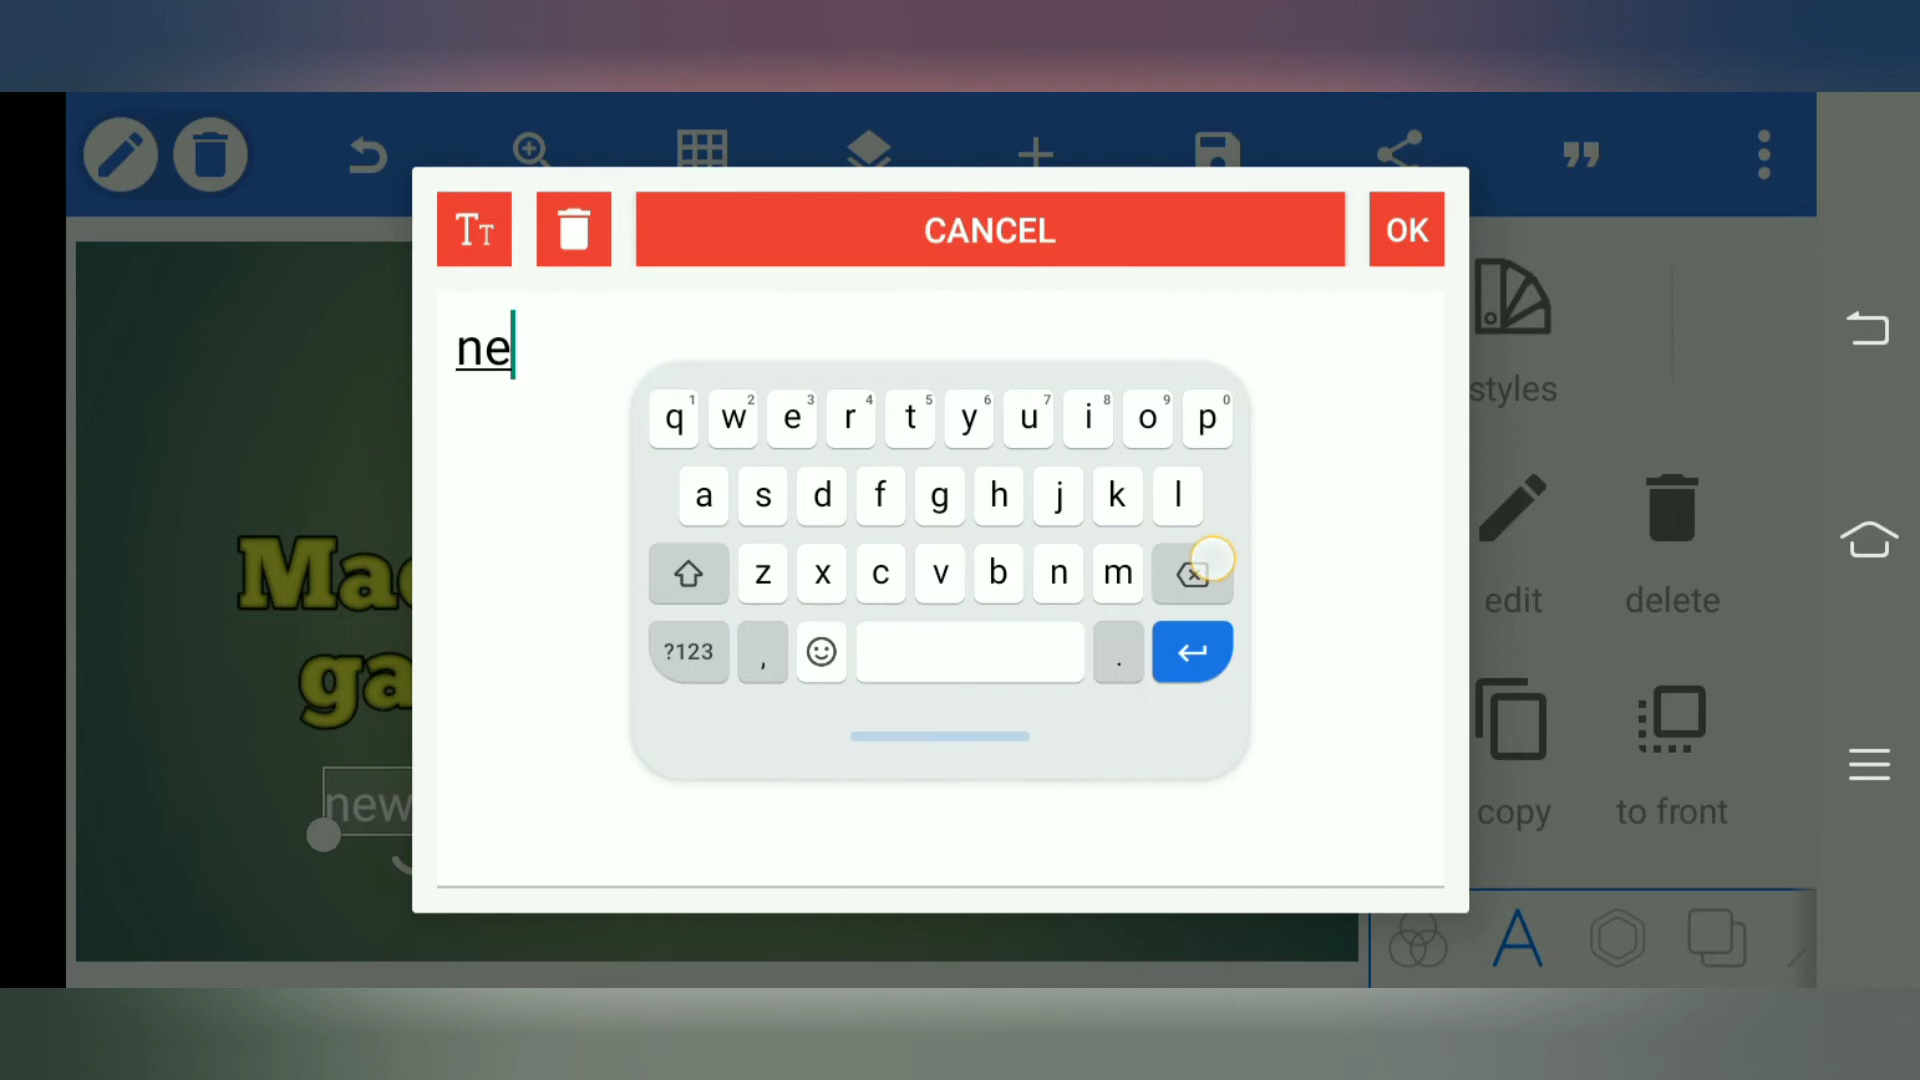 CANCEL
OK
Tт
ne
q 1 w 2 e 3 r 4 t 5 y 6 u 7 i 8 o 9 p 0
a s d f g h j k l
z x c v b n m
?123 , .
styles
edit
delete
copy
to front
A
ga
new